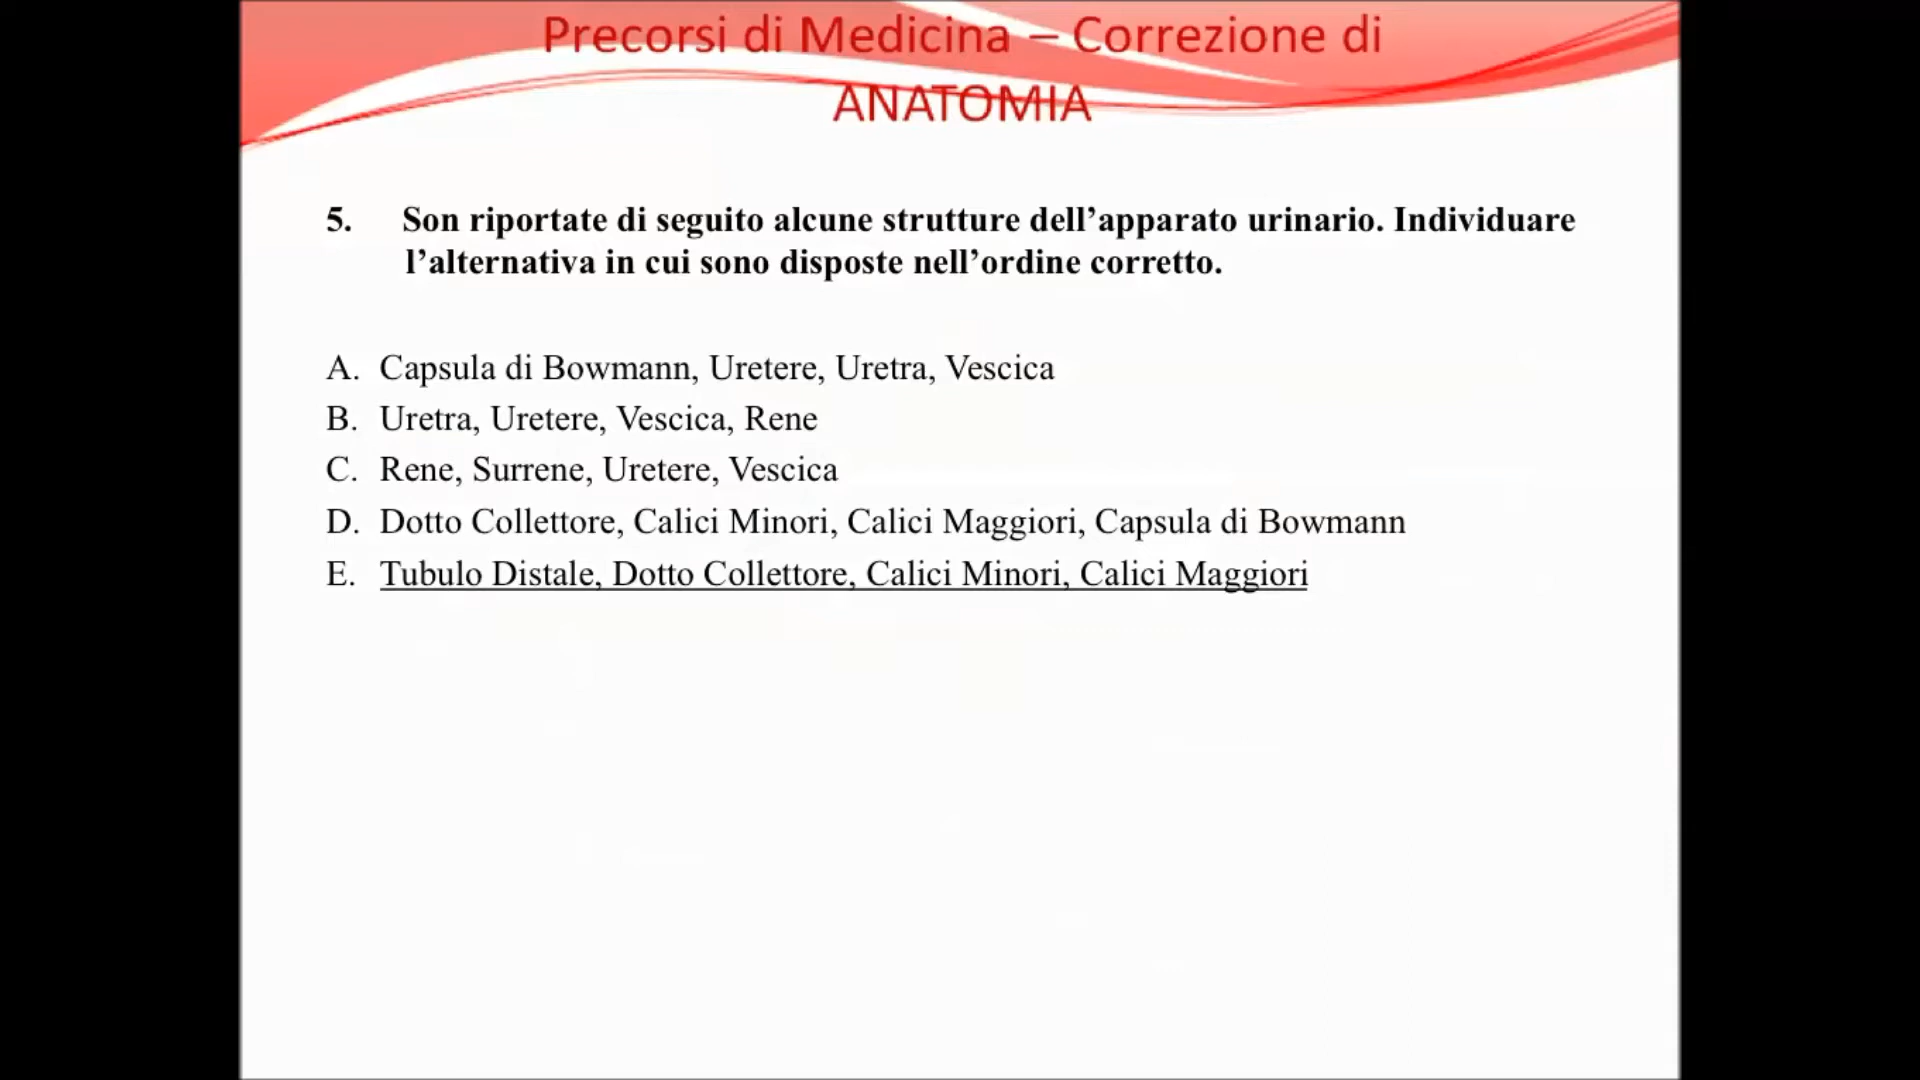 Precorsi di Medicina – Correzione di
ANATOMIA
5. Son riportate di seguito alcune strutture dell’apparato urinario. Individuare
l’alternativa in cui sono disposte nell’ordine corretto.
A. Capsula di Bowmann, Uretere, Uretra, Vescica
B. Uretra, Uretere, Vescica, Rene
C. Rene, Surrene, Uretere, Vescica
D. Dotto Collettore, Calici Minori, Calici Maggiori, Capsula di Bowmann
E. Tubulo Distale, Dotto Collettore, Calici Minori, Calici Maggiori